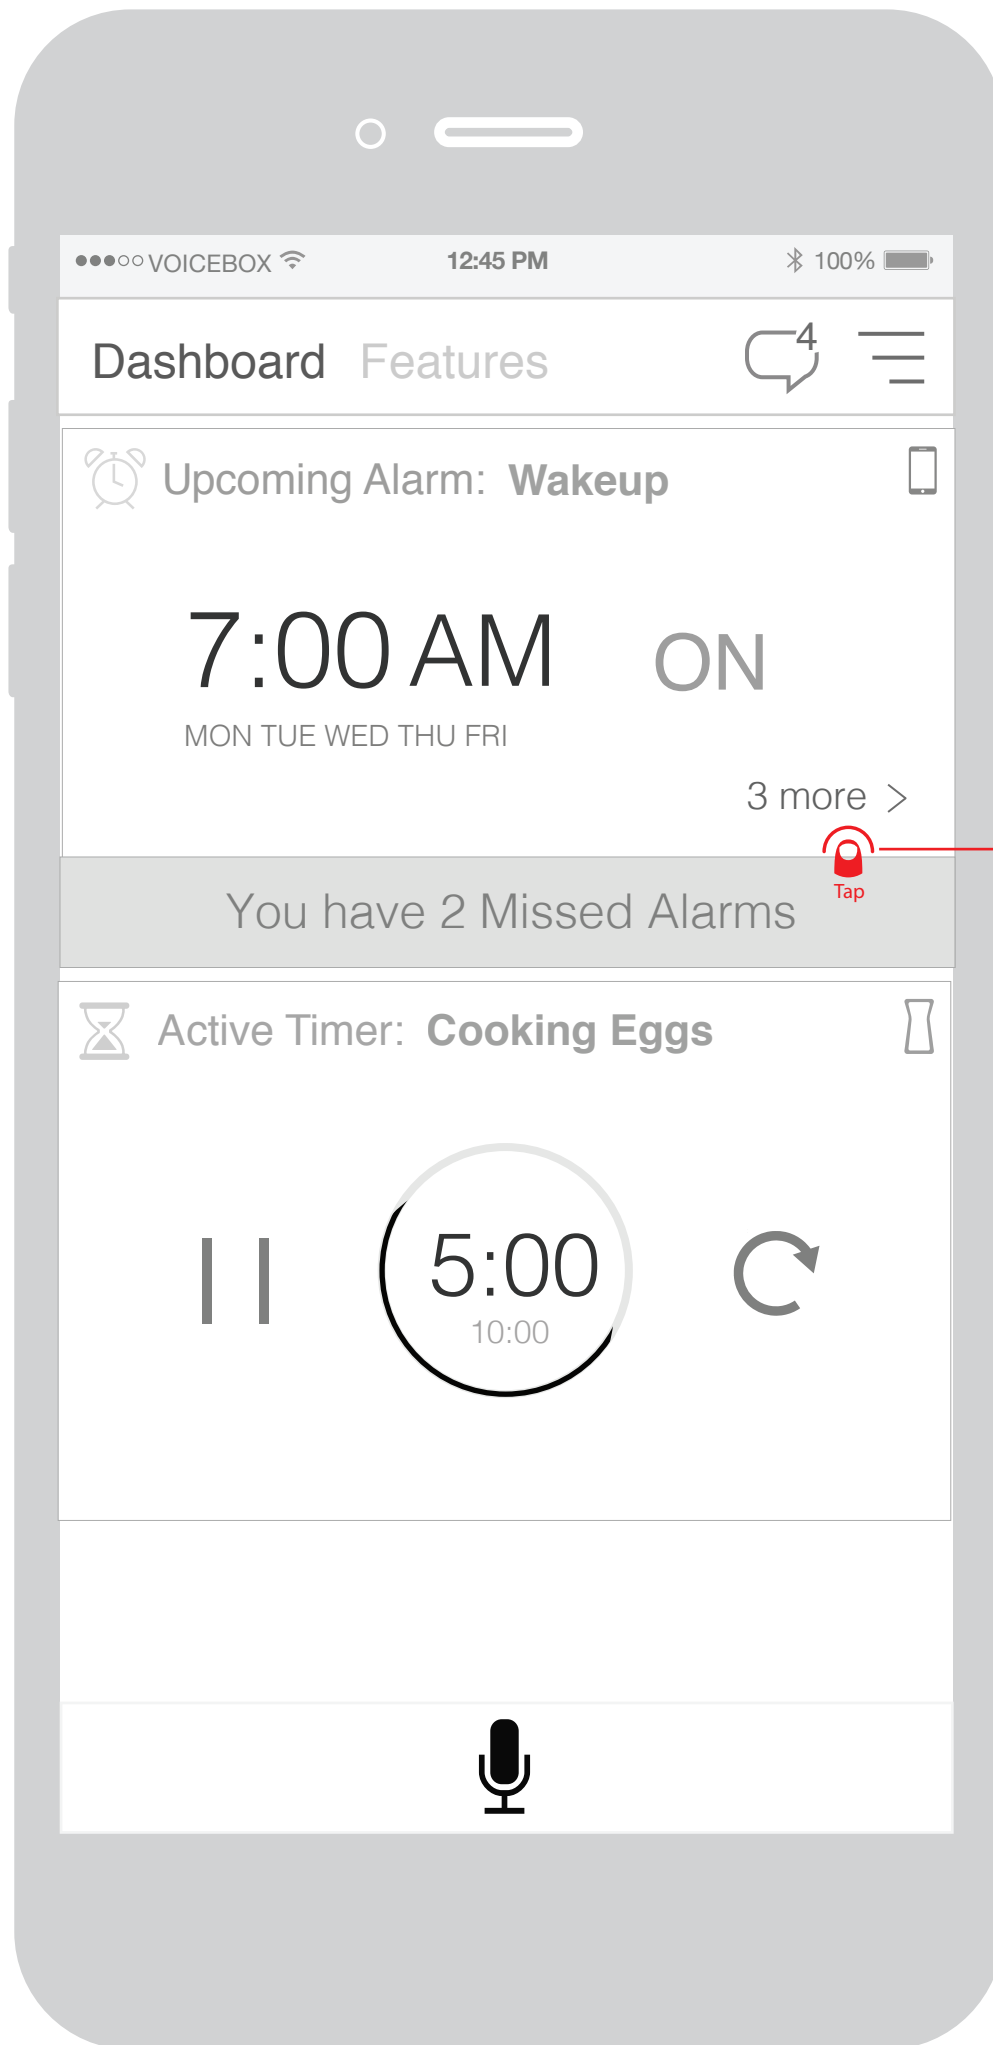 VOICEBOX 12:45 PM 100%
Dashboard Features 4
Upcoming Alarm: Wakeup
7:00 AM ON
MON TUE WED THU FRI
3 more >
Tap
You have 2 Missed Alarms
Active Timer: Cooking Eggs
5:00
10:00